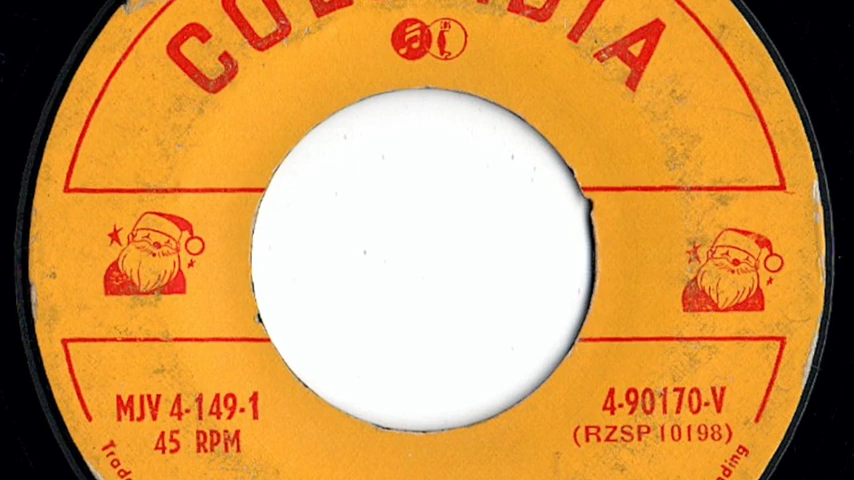 COLUMBIA
MJV 4-149-1
45 RPM
4-90170-V
(RZSP 10198)